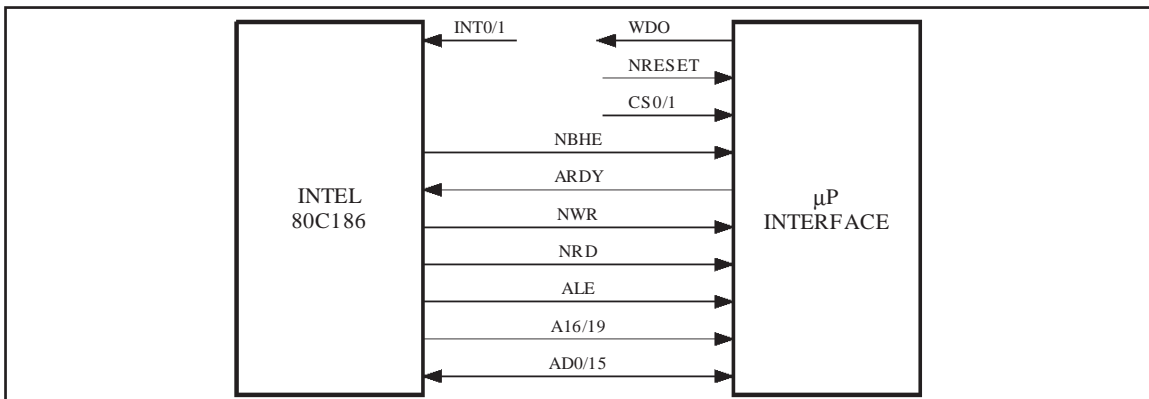 INT0/1
WDO
NRESET
CS0/1
NBHE
ARDY
NWR
NRD
ALE
A16/19
AD0/15
INTEL
80C186
µP
INTERFACE